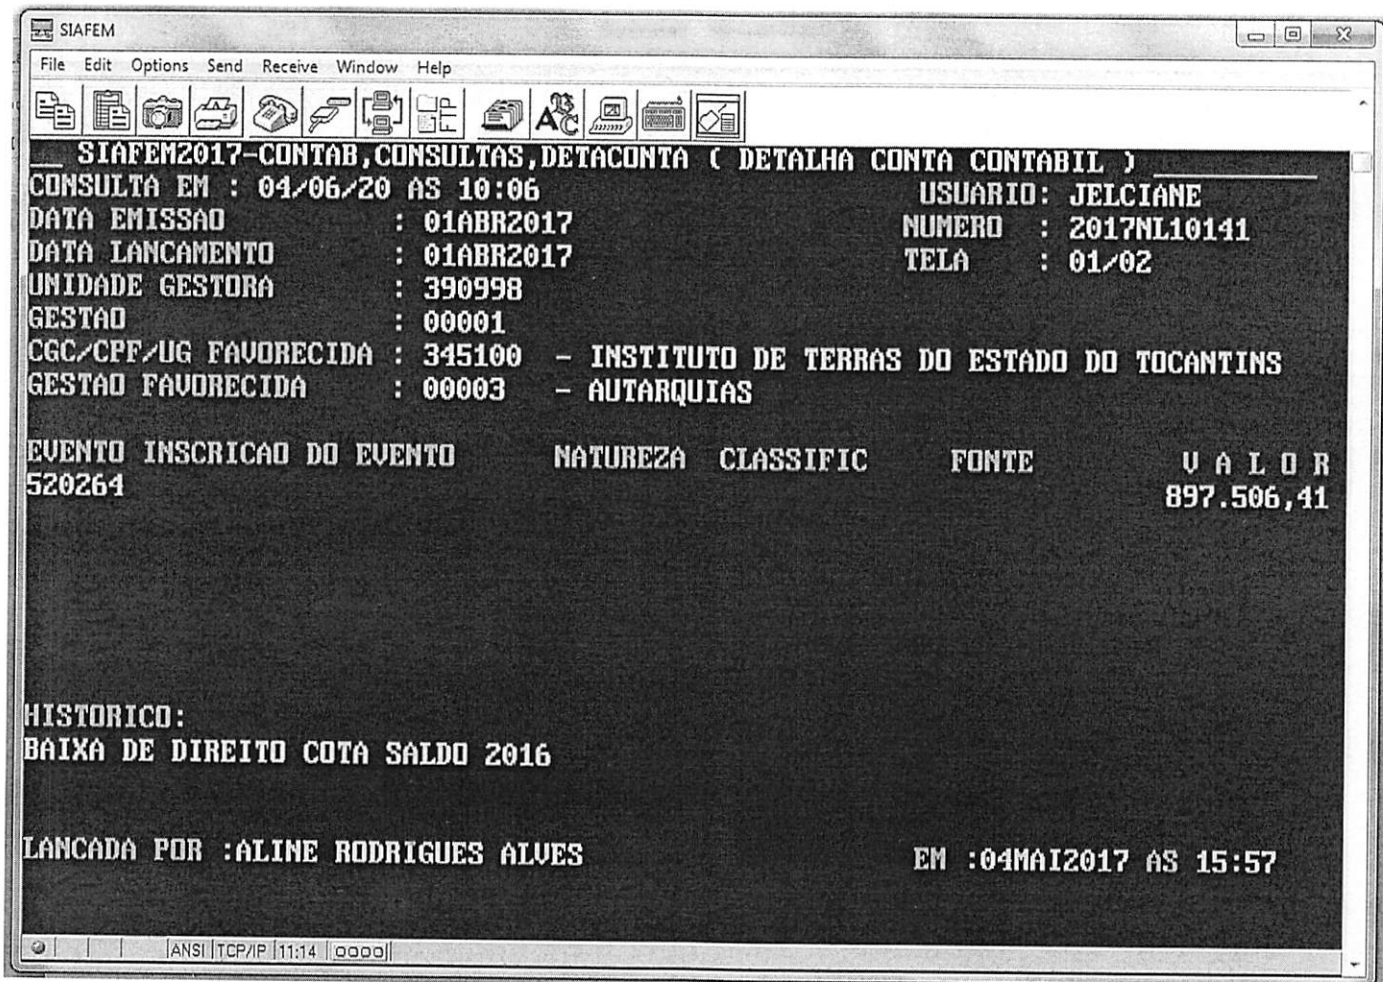 SIAFEM
File Edit Options Send Receive Window Help
SIAFEM2017-CONTAB,CONSULTAS,DETACONTA ( DETALHA CONTA CONTABIL )
CONSULTA EM : 04/06/20 AS 10:06 USUARIO: JELCIANE
DATA EMISSAO : 01ABR2017 NUMERO : 2017NL10141
DATA LANCAMENTO : 01ABR2017 TELA : 01/02
UNIDADE GESTORA : 390998
GESTAO : 00001
CGC/CPF/UG FAVORECIDA : 345100 - INSTITUTO DE TERRAS DO ESTADO DO TOCANTINS
GESTAO FAVORECIDA : 00003 - AUTARQUIAS
EVENTO INSCRICAO DO EVENTO NATUREZA CLASSIFIC FONTE V A L O R
520264 897.506,41
HISTORICO:
BAIXA DE DIREITO COTA SALDO 2016
LANCADA POR :ALINE RODRIGUES ALVES EM :04MAI2017 AS 15:57
ANSI TCP/IP 11:14